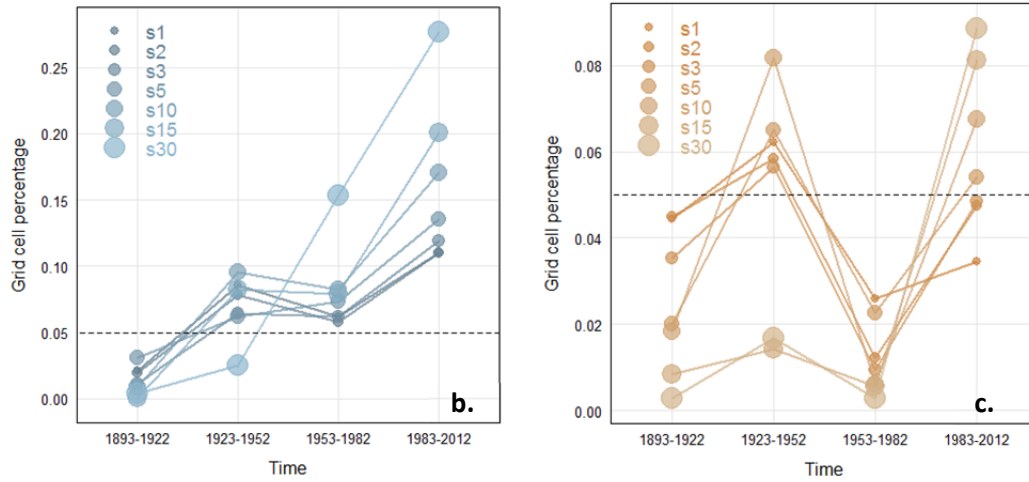 0.25
0.20
0.15
0.10
0.05
0.00
Grid cell percentage
s1
s2
s3
s5
s10
s15
s30
b.
1893-1922
1923-1952
1953-1982
1983-2012
Time
0.08
0.06
0.04
0.02
0.00
Grid cell percentage
s1
s2
s3
s5
s10
s15
s30
c.
1893-1922
1923-1952
1953-1982
1983-2012
Time